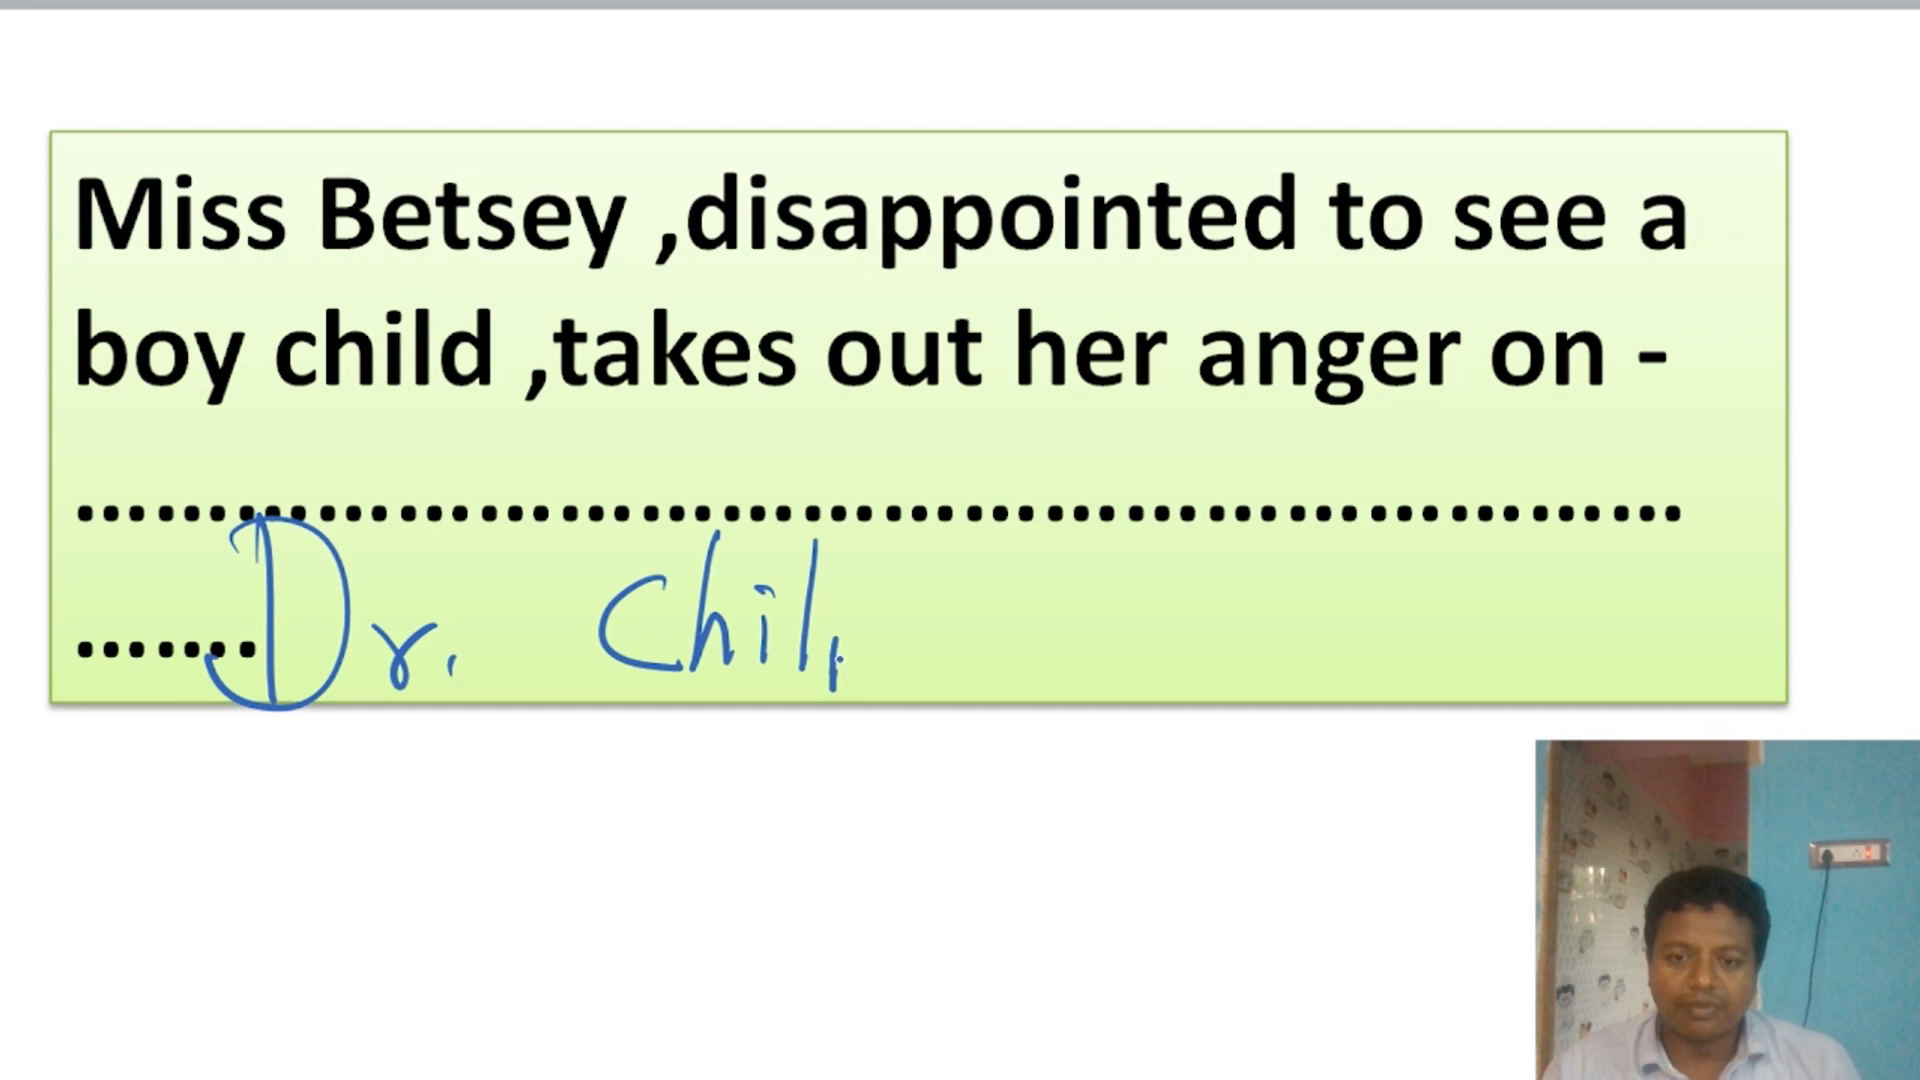 Miss Betsey ,disappointed to see a
boy child ,takes out her anger on -
............................................................
.......
Dr. Chil